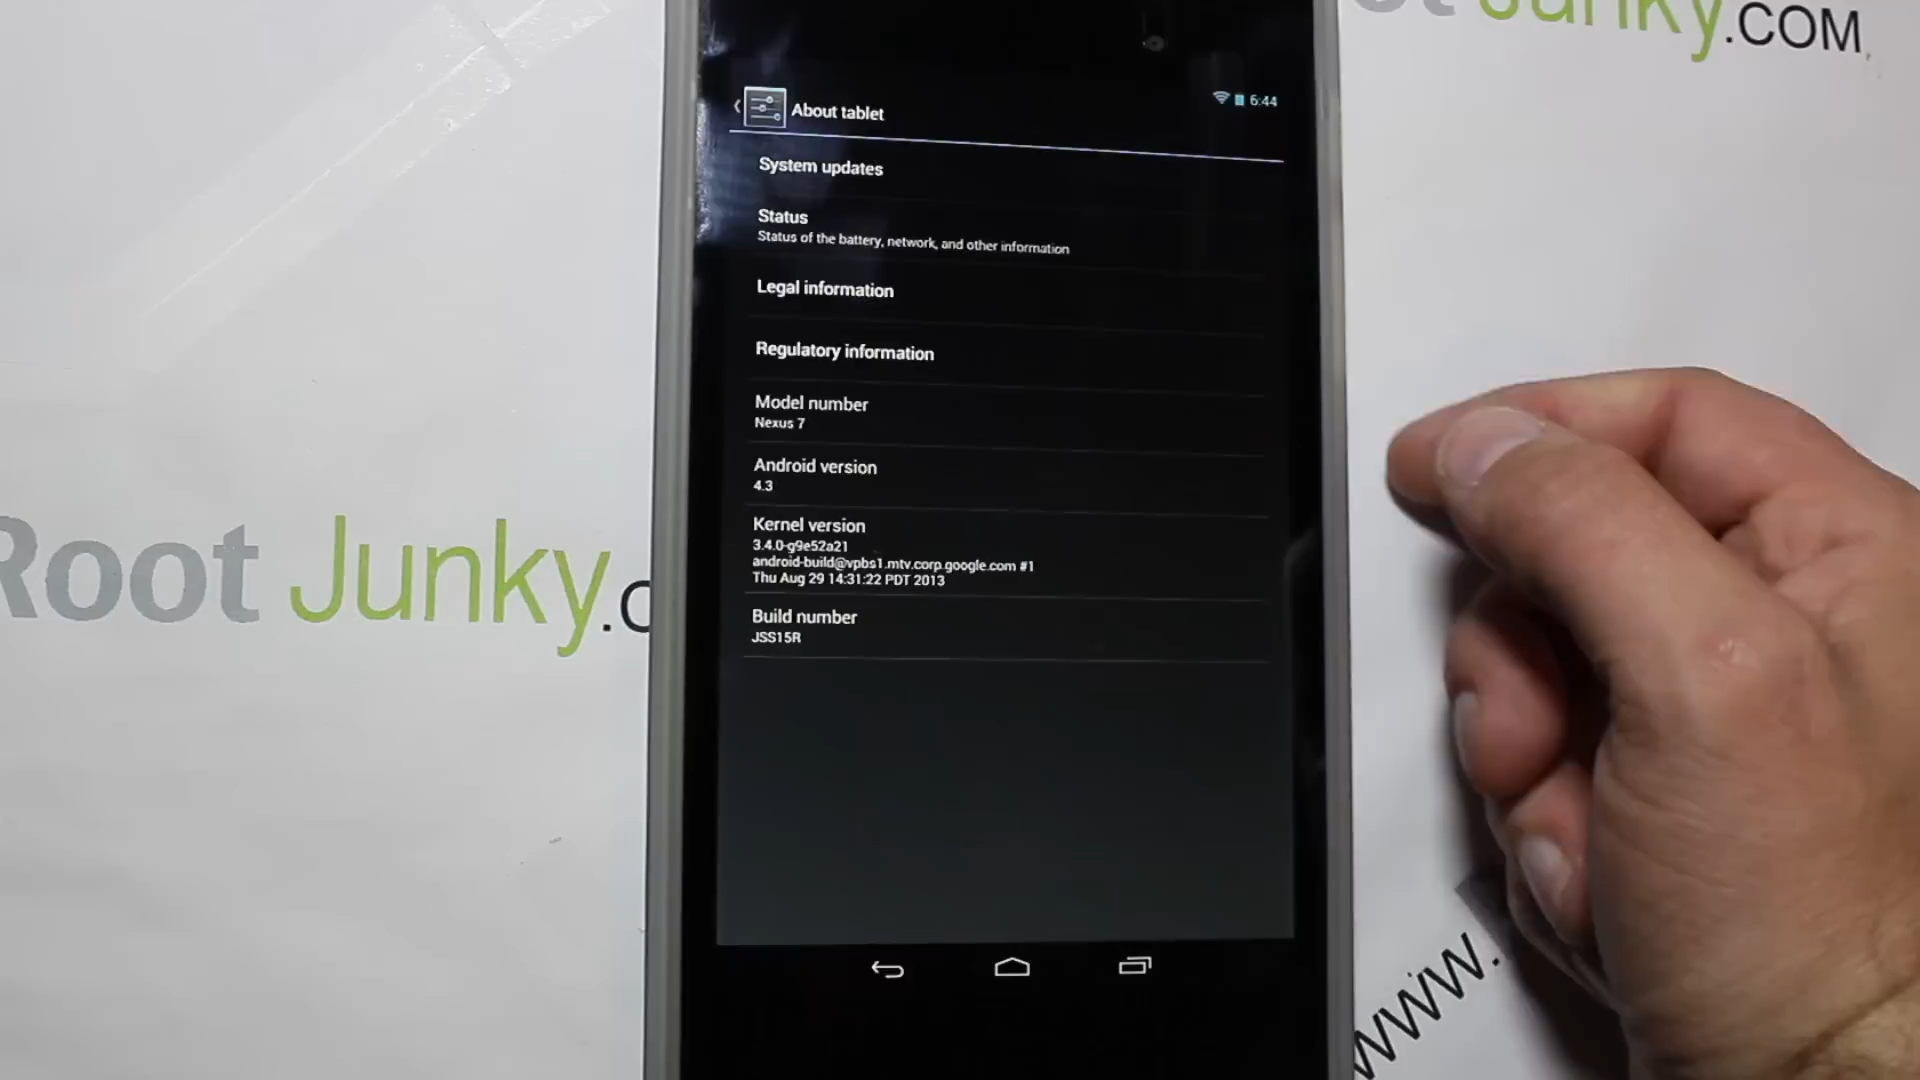 Root Junky.COM
About tablet
6:44
System updates
Status
Status of the battery, network, and other information
Legal information
Regulatory information
Model number
Nexus 7
Android version
4.3
Kernel version
3.4.0-g9e52a21
android-build@vpbs1.mtv.corp.google.com #1
Thu Aug 29 14:31:22 PDT 2013
Build number
JSS15R
Root Junky.c
www.